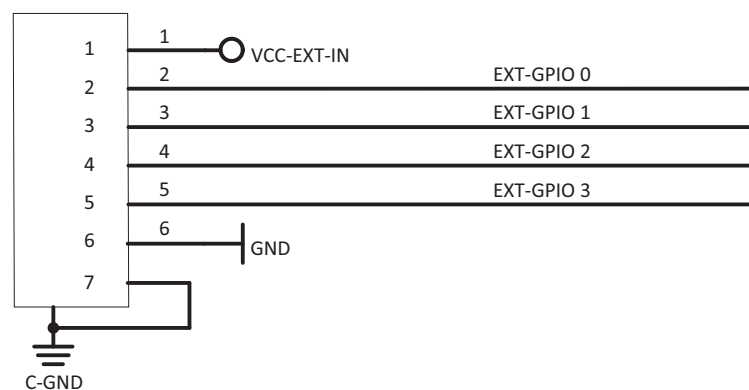 1 1 VCC-EXT-IN
2 2 EXT-GPIO 0
3 3 EXT-GPIO 1
4 4 EXT-GPIO 2
5 5 EXT-GPIO 3
6 6 GND
7
C-GND